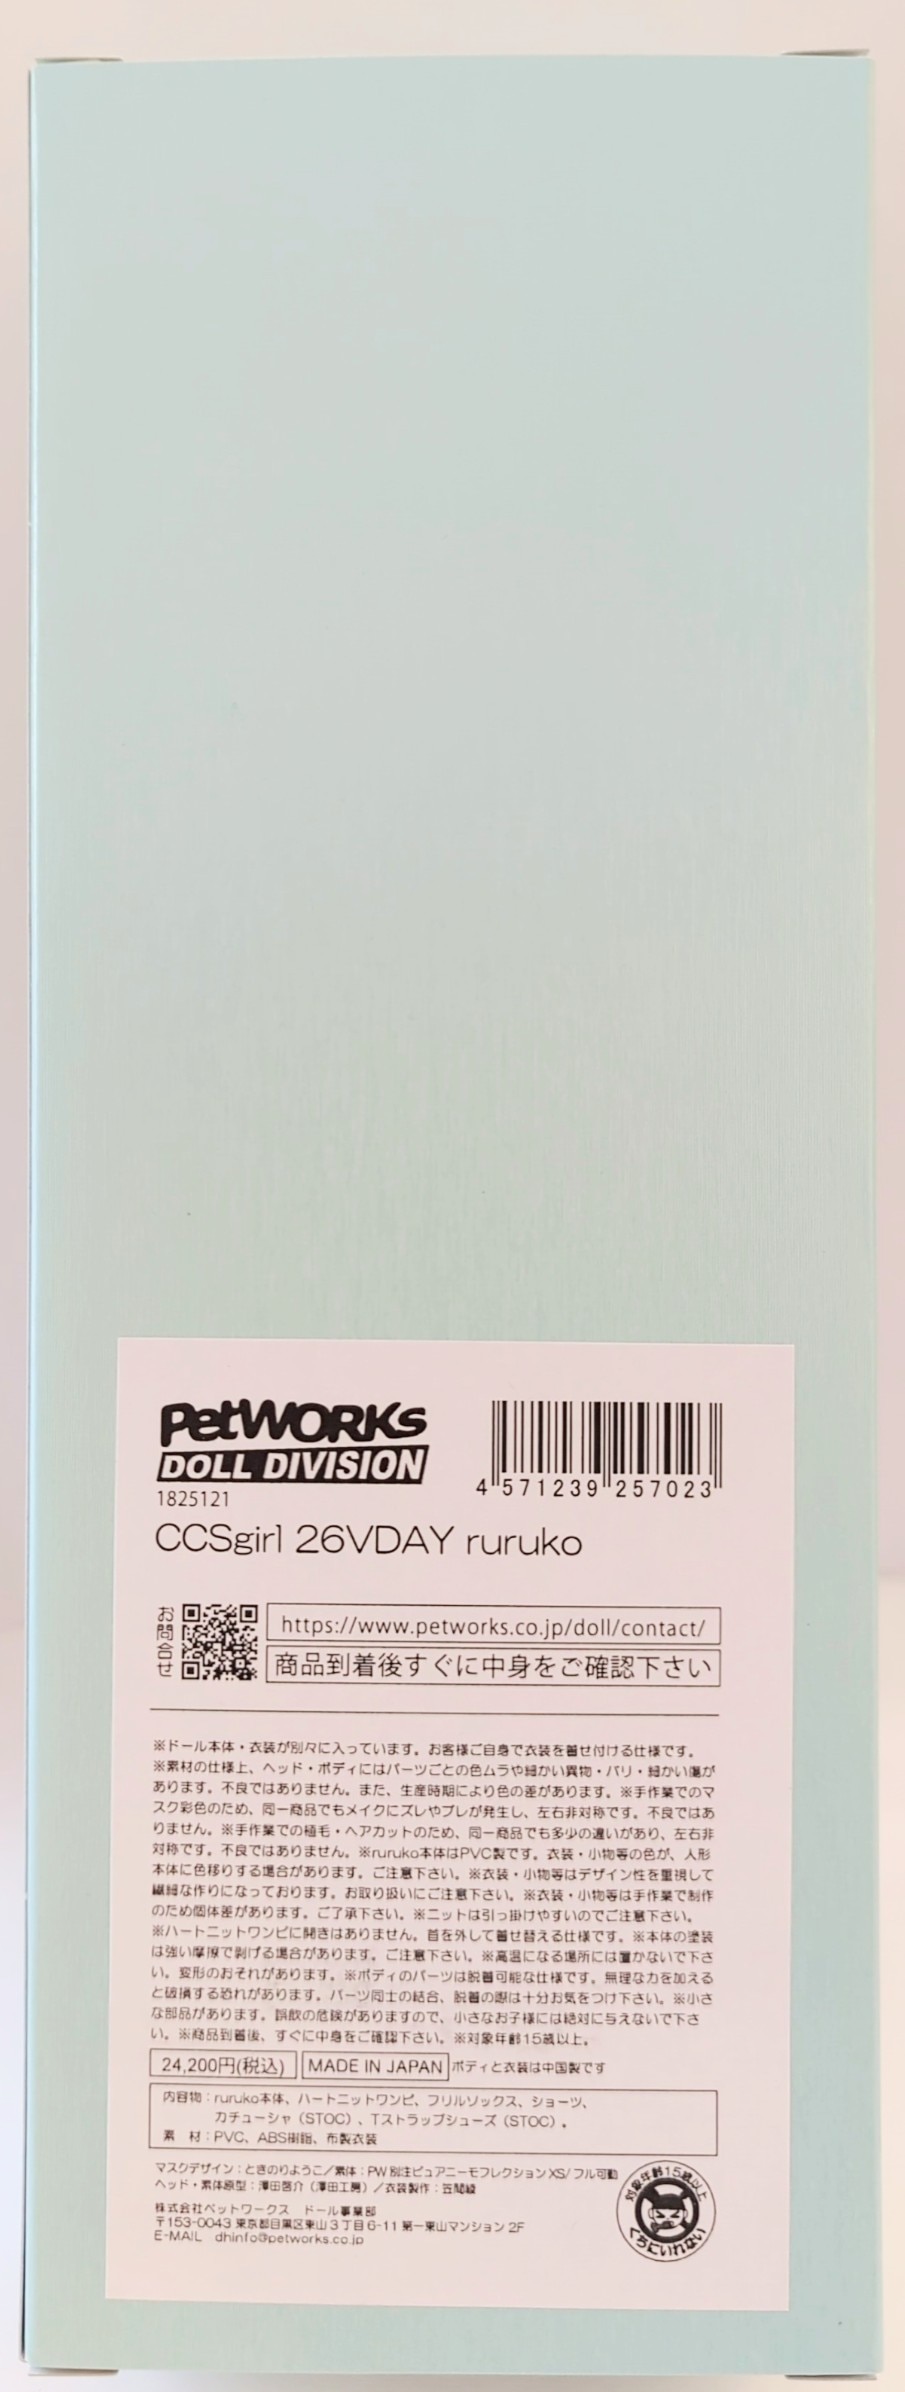 PetWORKs
DOLL DIVISION
1825121
4 571239 257023
CCSgirl 26VDAY ruruko
お問合せ
https://www.petworks.co.jp/doll/contact/
商品到着後すぐに中身をご確認下さい
※ドール本体・衣装が別々に入っています。お客様ご自身で衣装を着せ付ける仕様です。
※素材の仕様上、ヘッド・ボディにはパーツごとの色ムラや細かい異物・バリ・細かい傷が
あります。不良ではありません。また、生産時期により色の差があります。※手作業でのマ
スク彩色のため、同一商品でもメイクにズレやブレが発生し、左右非対称です。不良ではあ
りません。※手作業での植毛・ヘアカットのため、同一商品でも多少の違いがあり、左右非
対称です。不良ではありません。※ruruko本体はPVC製です。衣装・小物等の色が、人形
本体に色移りする場合があります。ご注意下さい。※衣装・小物等はデザイン性を重視して
繊細な作りになっております。お取り扱いにご注意下さい。※衣装・小物等は手作業で制作
のため個体差があります。ご了承下さい。※ニットは引っ掛けやすいのでご注意下さい。
※ハートニットワンピに開きはありません。首を外して着せ替える仕様です。※本体の塗装
は強い摩擦で剥げる場合があります。ご注意下さい。※高温になる場所には置かないで下さ
い。変形のおそれがあります。※ボディのパーツは脱着可能な仕様です。無理な力を加える
と破損する恐れがあります。パーツ同士の結合、脱着の際は十分お気をつけ下さい。※小さ
な部品があります。誤飲の危険がありますので、小さなお子様には絶対に与えないで下さ
い。※商品到着後、すぐに中身をご確認下さい。※対象年齢15歳以上。
24,200円(税込) MADE IN JAPAN ボディと衣装は中国製です
内容物：ruruko本体、ハートニットワンピ、フリルソックス、ショーツ、
カチューシャ（STOC）、Tストラップシューズ（STOC）。
素 材：PVC、ABS樹脂、布製衣装
マスクデザイン：ときのりようこ／素体：PW別注ピュアニーモフレクションXS/フル可動
ヘッド・素体原型：澤田啓介（澤田工房）／衣装製作：笠間綾
株式会社ペットワークス ドール事業部
〒153-0043 東京都目黒区東山3丁目6-11 第一東山マンション 2F
E-MAIL dhinfo@petworks.co.jp
対象年齢15歳以上
くちにいれない